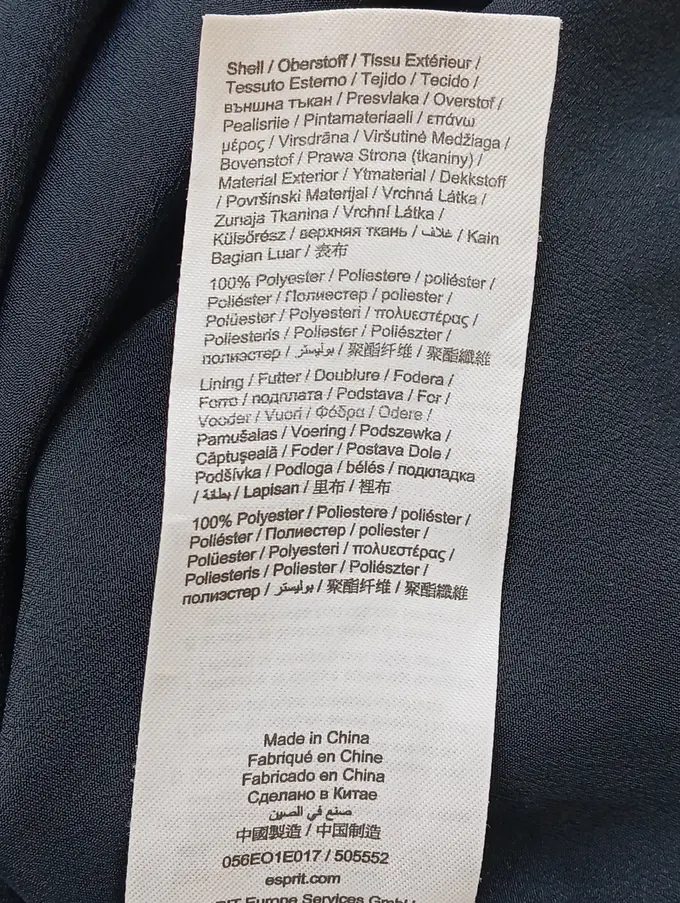 Shell / Oberstoff / Tissu Extérieur /
Tessuto Esterno / Tejido / Tecido /
външна тъкан / Presvlaka / Overstof /
Pealisriie / Pintamateriaali / επάνω
μέρος / Virsdrāna / Viršutinė Medžiaga /
Bovenstof / Prawa Strona (tkaniny) /
Material Exterior / Ytmaterial / Dekkstoff
/ Površinski Materijal / Vrchná Látka /
Zunaja Tkanina / Vrchní Látka /
Külsőrész / верхняя ткань / غلاف / Kain
Bagian Luar / 表布
100% Polyester / Poliestere / poliéster /
Poliéster / Полиестер / poliester /
Polüester / Polyesteri / πολυεστέρας /
Poliesteris / Poliester / Poliészter /
полиэстер / بوليستر / 聚酯纤维 / 聚酯纖維
Lining / Futter / Doublure / Fodera /
Forro / подплата / Podstava / For /
Vooder / Vuori / Φόδρα / Odere /
Pamušalas / Voering / Podszewka /
Căptuşeală / Foder / Postava Dole /
Podšívka / Podloga / bélés / подкладка
/ بطانة / Lapisan / 里布 / 裡布
100% Polyester / Poliestere / poliéster /
Poliéster / Полиестер / poliester /
Polüester / Polyesteri / πολυεστέρας /
Poliesteris / Poliester / Poliészter /
полиэстер / بوليستر / 聚酯纤维 / 聚酯纖維
Made in China
Fabriqué en Chine
Fabricado en China
Сделано в Китае
صنع في الصين
中國製造 / 中国制造
056EO1E017 / 505552
esprit.com
Europe Services